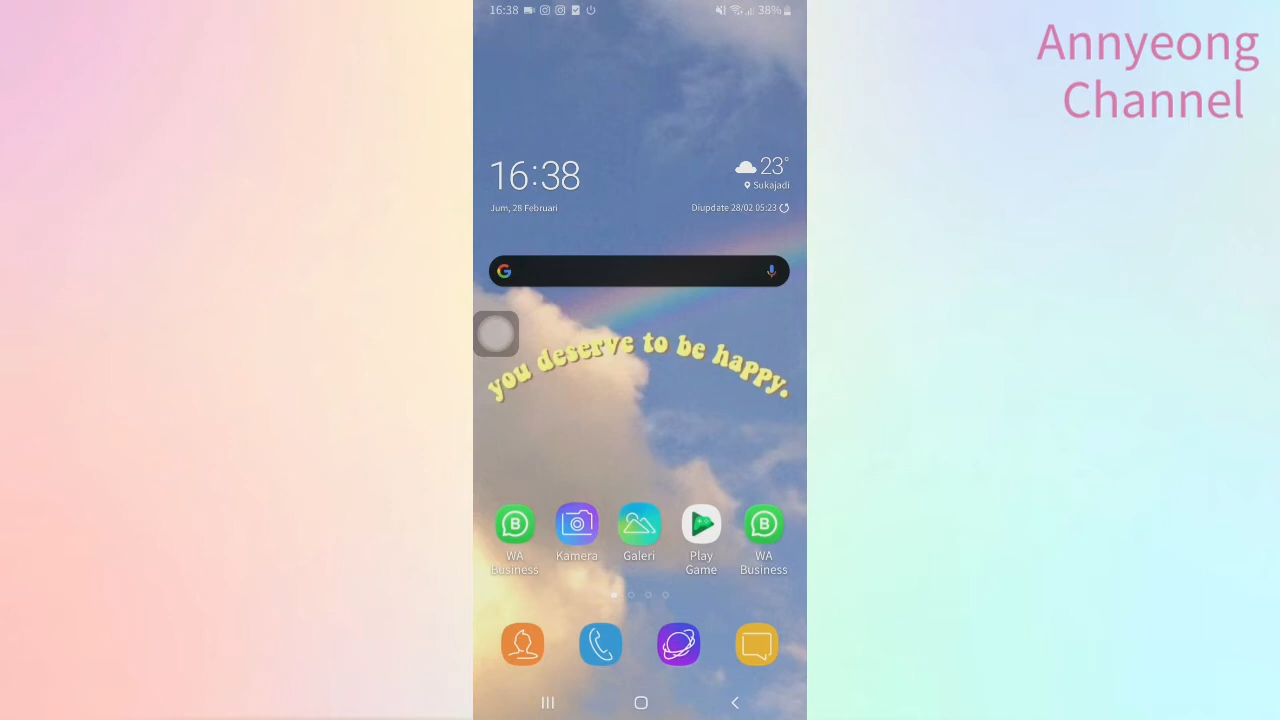 Annyeong
Channel
16:38
38%
16:38
23°
Sukajadi
Jum, 28 Februari
Diupdate 28/02 05:23
you deserve to be happy.
WA
Business
Kamera
Galeri
Play
Game
WA
Business